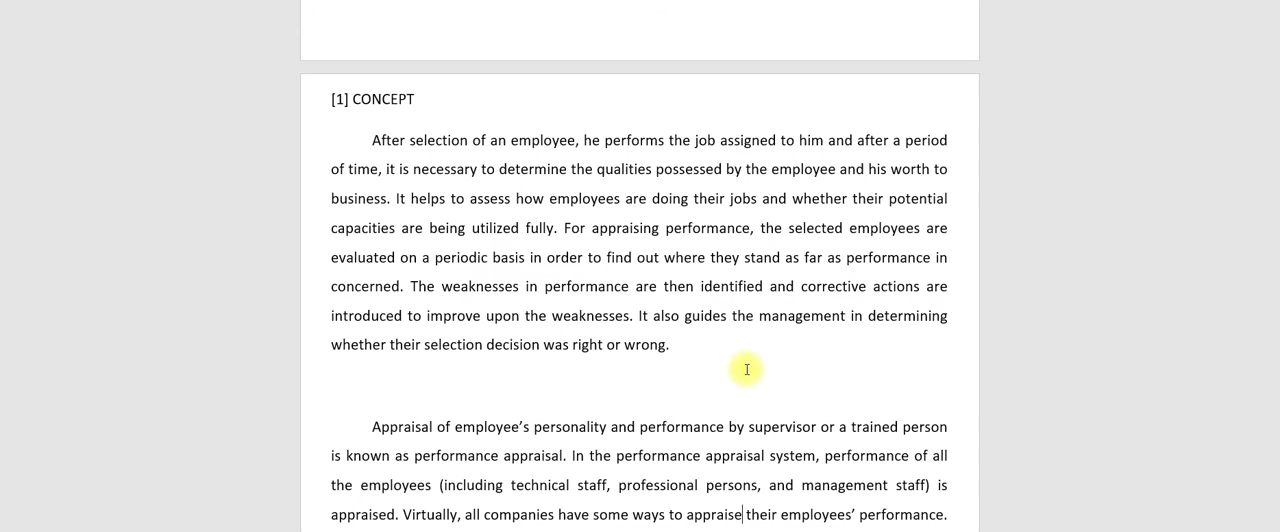 [1] CONCEPT
After selection of an employee, he performs the job assigned to him and after a period
of time, it is necessary to determine the qualities possessed by the employee and his worth to
business. It helps to assess how employees are doing their jobs and whether their potential
capacities are being utilized fully. For appraising performance, the selected employees are
evaluated on a periodic basis in order to find out where they stand as far as performance in
concerned. The weaknesses in performance are then identified and corrective actions are
introduced to improve upon the weaknesses. It also guides the management in determining
whether their selection decision was right or wrong.
Appraisal of employee’s personality and performance by supervisor or a trained person
is known as performance appraisal. In the performance appraisal system, performance of all
the employees (including technical staff, professional persons, and management staff) is
appraised. Virtually, all companies have some ways to appraise their employees’ performance.